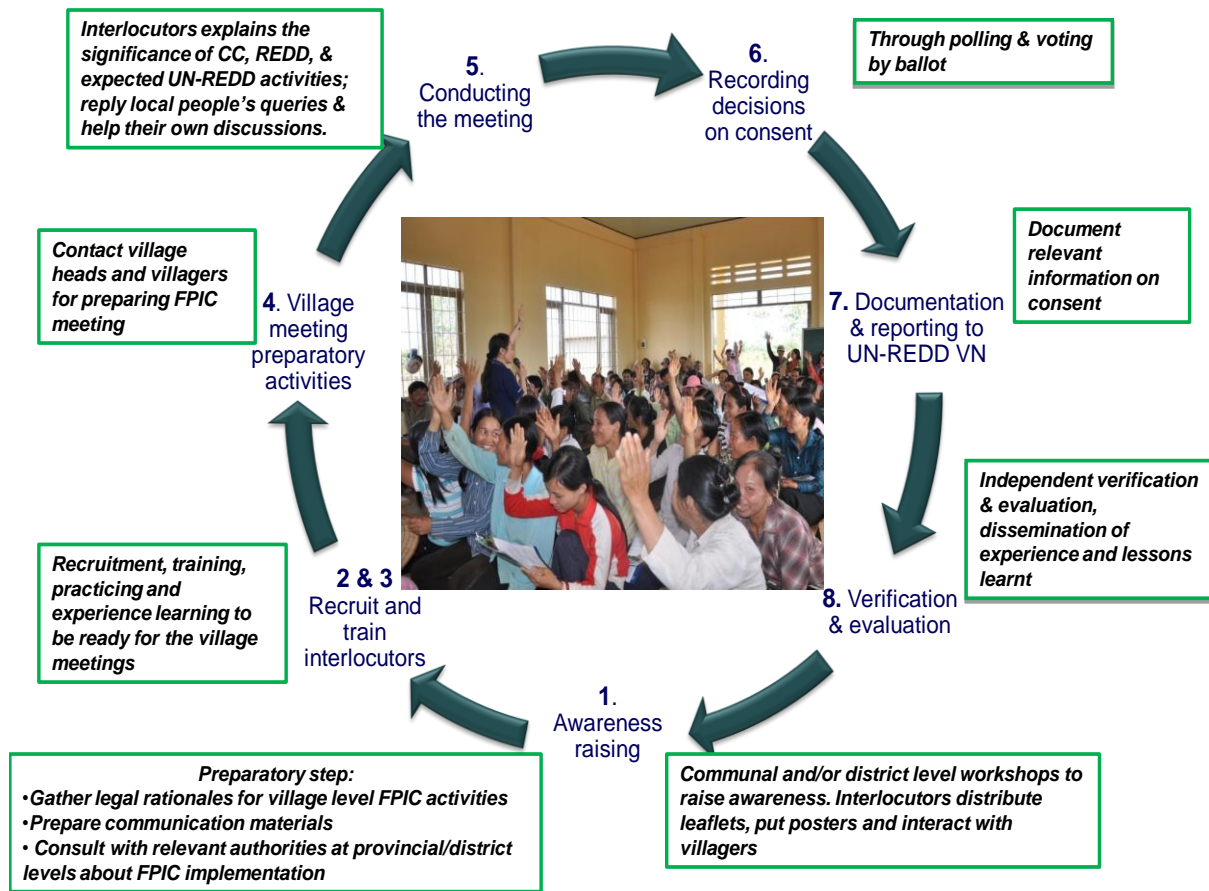 Interlocutors explains the
significance of CC, REDD, &
expected UN-REDD activities;
reply local people's queries &
help their own discussions.
5.
Conducting
the meeting
6.
Recording
decisions
on consent
Through polling & voting
by ballot
Contact village
heads and villagers
for preparing FPIC
meeting
4. Village
meeting
preparatory
activities
Document
relevant
information on
consent
7. Documentation
& reporting to
UN-REDD VN
Recruitment, training,
practicing and
experience learning to
be ready for the village
meetings
2 & 3
Recruit and
train
interlocutors
Independent verification
& evaluation,
dissemination of
experience and lessons
learnt
8. Verification
& evaluation
1.
Awareness
raising
Preparatory step:
•Gather legal rationales for village level FPIC activities
•Prepare communication materials
• Consult with relevant authorities at provincial/district
levels about FPIC implementation
Communal and/or district level workshops to
raise awareness. Interlocutors distribute
leaflets, put posters and interact with
villagers